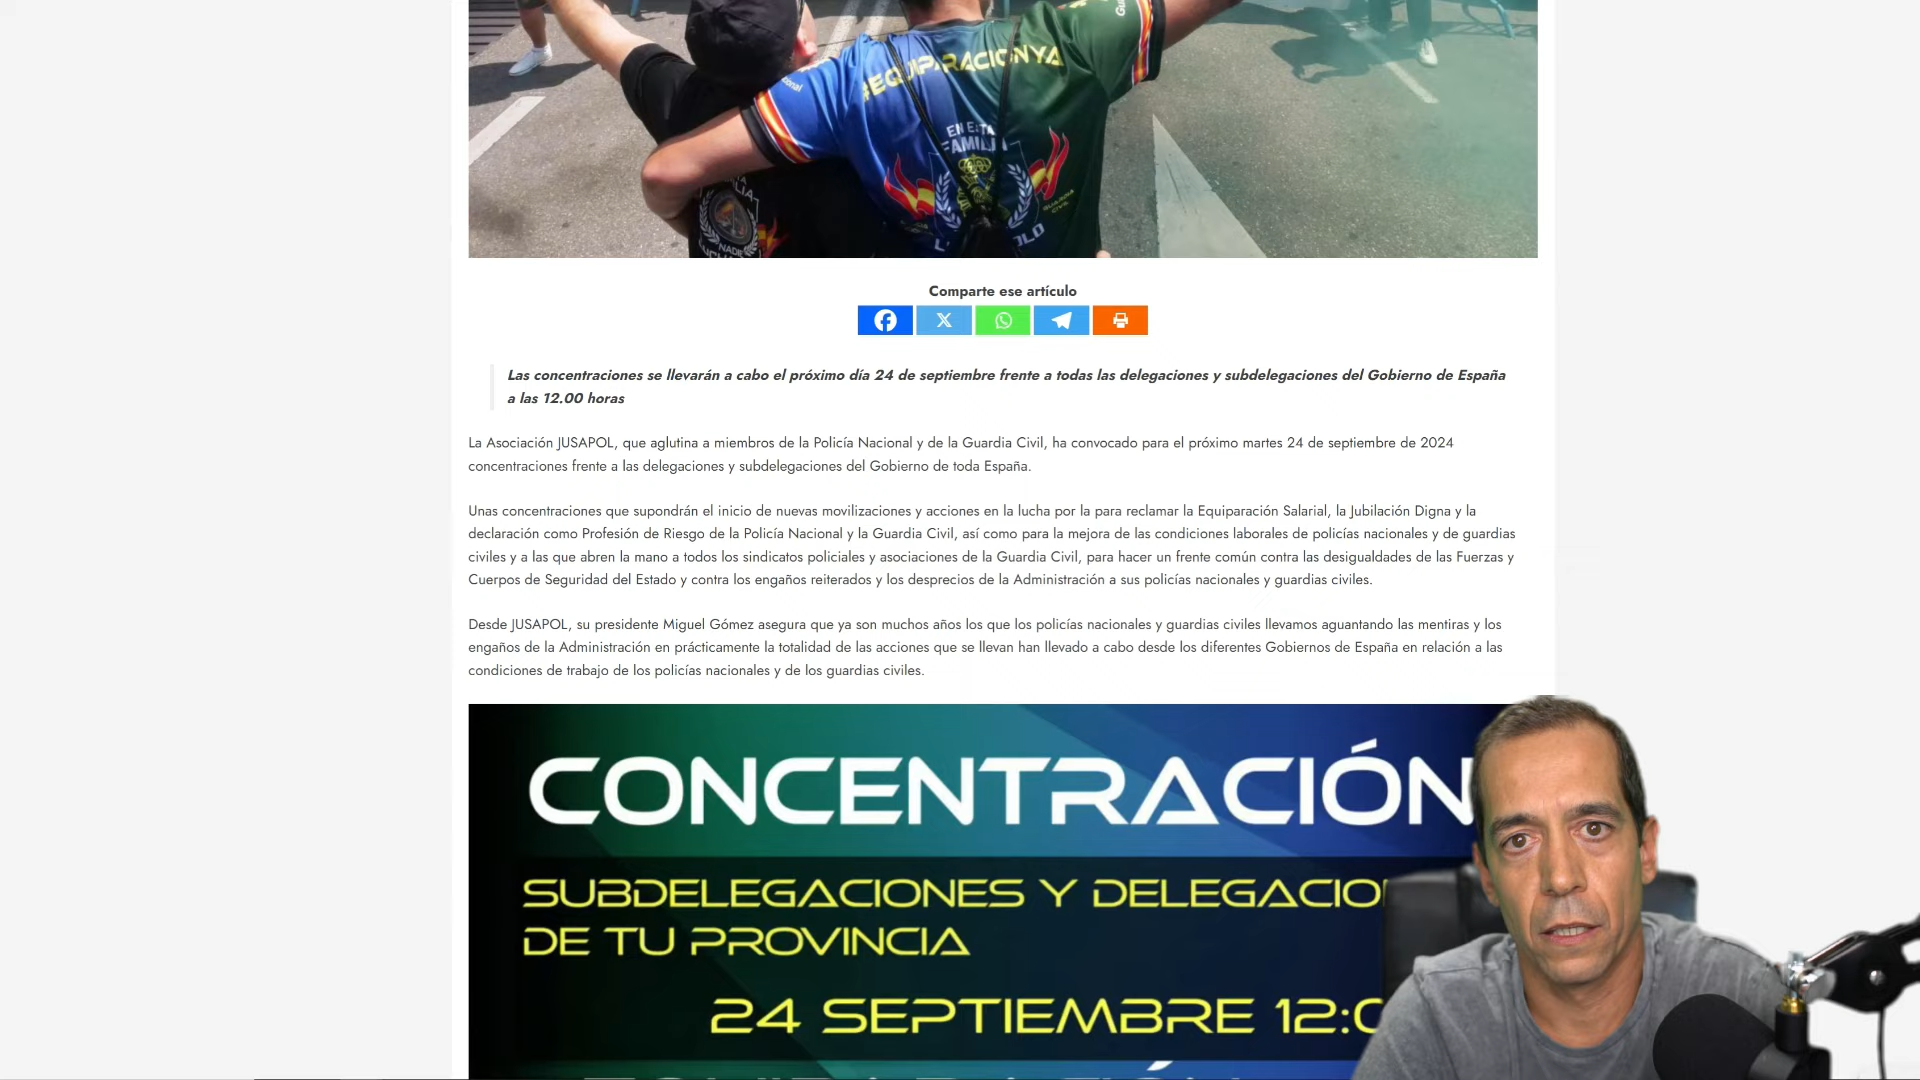 #EQUIPARACIONYA
EN ESTA
FAMILIA
NADIE
Comparte ese artículo
Las concentraciones se llevarán a cabo el próximo día 24 de septiembre frente a todas las delegaciones y subdelegaciones del Gobierno de España
a las 12.00 horas
La Asociación JUSAPOL, que aglutina a miembros de la Policía Nacional y de la Guardia Civil, ha convocado para el próximo martes 24 de septiembre de 2024
concentraciones frente a las delegaciones y subdelegaciones del Gobierno de toda España.
Unas concentraciones que supondrán el inicio de nuevas movilizaciones y acciones en la lucha por la para reclamar la Equiparación Salarial, la Jubilación Digna y la
declaración como Profesión de Riesgo de la Policía Nacional y la Guardia Civil, así como para la mejora de las condiciones laborales de policías nacionales y de guardias
civiles y a las que abren la mano a todos los sindicatos policiales y asociaciones de la Guardia Civil, para hacer un frente común contra las desigualdades de las Fuerzas y
Cuerpos de Seguridad del Estado y contra los engaños reiterados y los desprecios de la Administración a sus policías nacionales y guardias civiles.
Desde JUSAPOL, su presidente Miguel Gómez asegura que ya son muchos años los que los policías nacionales y guardias civiles llevamos aguantando las mentiras y los
engaños de la Administración en prácticamente la totalidad de las acciones que se llevan han llevado a cabo desde los diferentes Gobiernos de España en relación a las
condiciones de trabajo de los policías nacionales y de los guardias civiles.
CONCENTRACIÓN
SUBDELEGACIONES Y DELEGACIO
DE TU PROVINCIA
24 SEPTIEMBRE 12:0